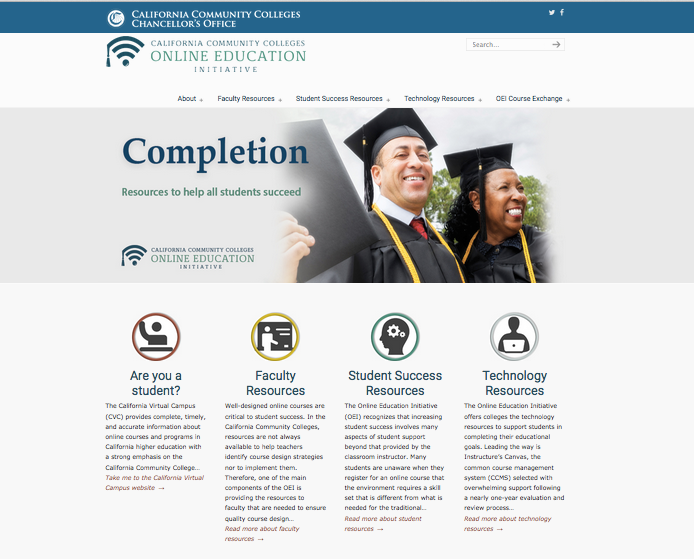 CALIFORNIA COMMUNITY COLLEGES
CHANCELLOR'S OFFICE
CALIFORNIA COMMUNITY COLLEGES
ONLINE EDUCATION
INITIATIVE
Search...
About
Faculty Resources
Student Success Resources
Technology Resources
OEI Course Exchange
Completion
Resources to help all students succeed
CALIFORNIA COMMUNITY COLLEGES
ONLINE EDUCATION
INITIATIVE
Are you a
student?
The California Virtual Campus
(CVC) provides complete, timely,
and accurate information about
online courses and programs in
California higher education with
a strong emphasis on the
California Community College...
Take me to the California Virtual
Campus website →
Faculty
Resources
Well-designed online courses are
critical to student success. In the
California Community Colleges,
resources are not always
available to help teachers
identify course design strategies
nor to implement them.
Therefore, one of the main
components of the OEI is
providing the resources to
faculty that are needed to ensure
quality course design...
Read more about faculty
resources →
Student Success
Resources
The Online Education Initiative
(OEI) recognizes that increasing
student success involves many
aspects of student support
beyond that provided by the
classroom instructor. Many
students are unaware when they
register for an online course that
the environment requires a skill
set that is different from what is
needed for the traditional...
Read more about student
resources →
Technology
Resources
The Online Education Initiative
offers colleges the technology
resources to support students in
completing their educational
goals. Leading the way is
Instructure's Canvas, the
common course management
system (CCMS) selected with
overwhelming support following
a nearly one-year evaluation and
review process...
Read more about technology
resources →